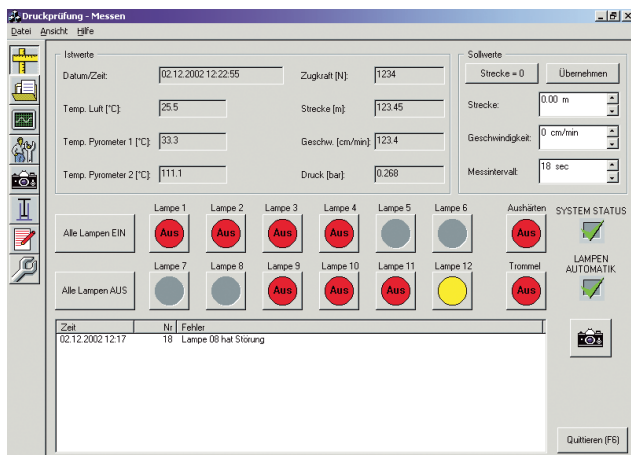 Druckprüfung - Messen
Datei Ansicht Hilfe
Istwerte
Datum/Zeit: 02.12.2002 12:22:55 Zugkraft [N]: 1234
Temp. Luft [°C]: 25.5 Strecke [m]: 123.45
Temp. Pyrometer 1 [°C]: 33.3 Geschw. [cm/min]: 123.4
Temp. Pyrometer 2 [°C]: 111.1 Druck [bar]: 0.268
Sollwerte
Strecke = 0 Übernehmen
Strecke: 0.00 m
Geschwindigkeit: 0 cm/min
Messintervall: 18 sec
Lampe 1 Lampe 2 Lampe 3 Lampe 4 Lampe 5 Lampe 6 Aushärten SYSTEM STATUS
Alle Lampen EIN Aus Aus Aus Aus Aus
Lampe 7 Lampe 8 Lampe 9 Lampe 10 Lampe 11 Lampe 12 Trommel LAMPEN
AUTOMATIK
Alle Lampen AUS Aus Aus Aus Aus
Zeit Nr Fehler
02.12.2002 12:17 18 Lampe 08 hat Störung
Quittieren (F6)